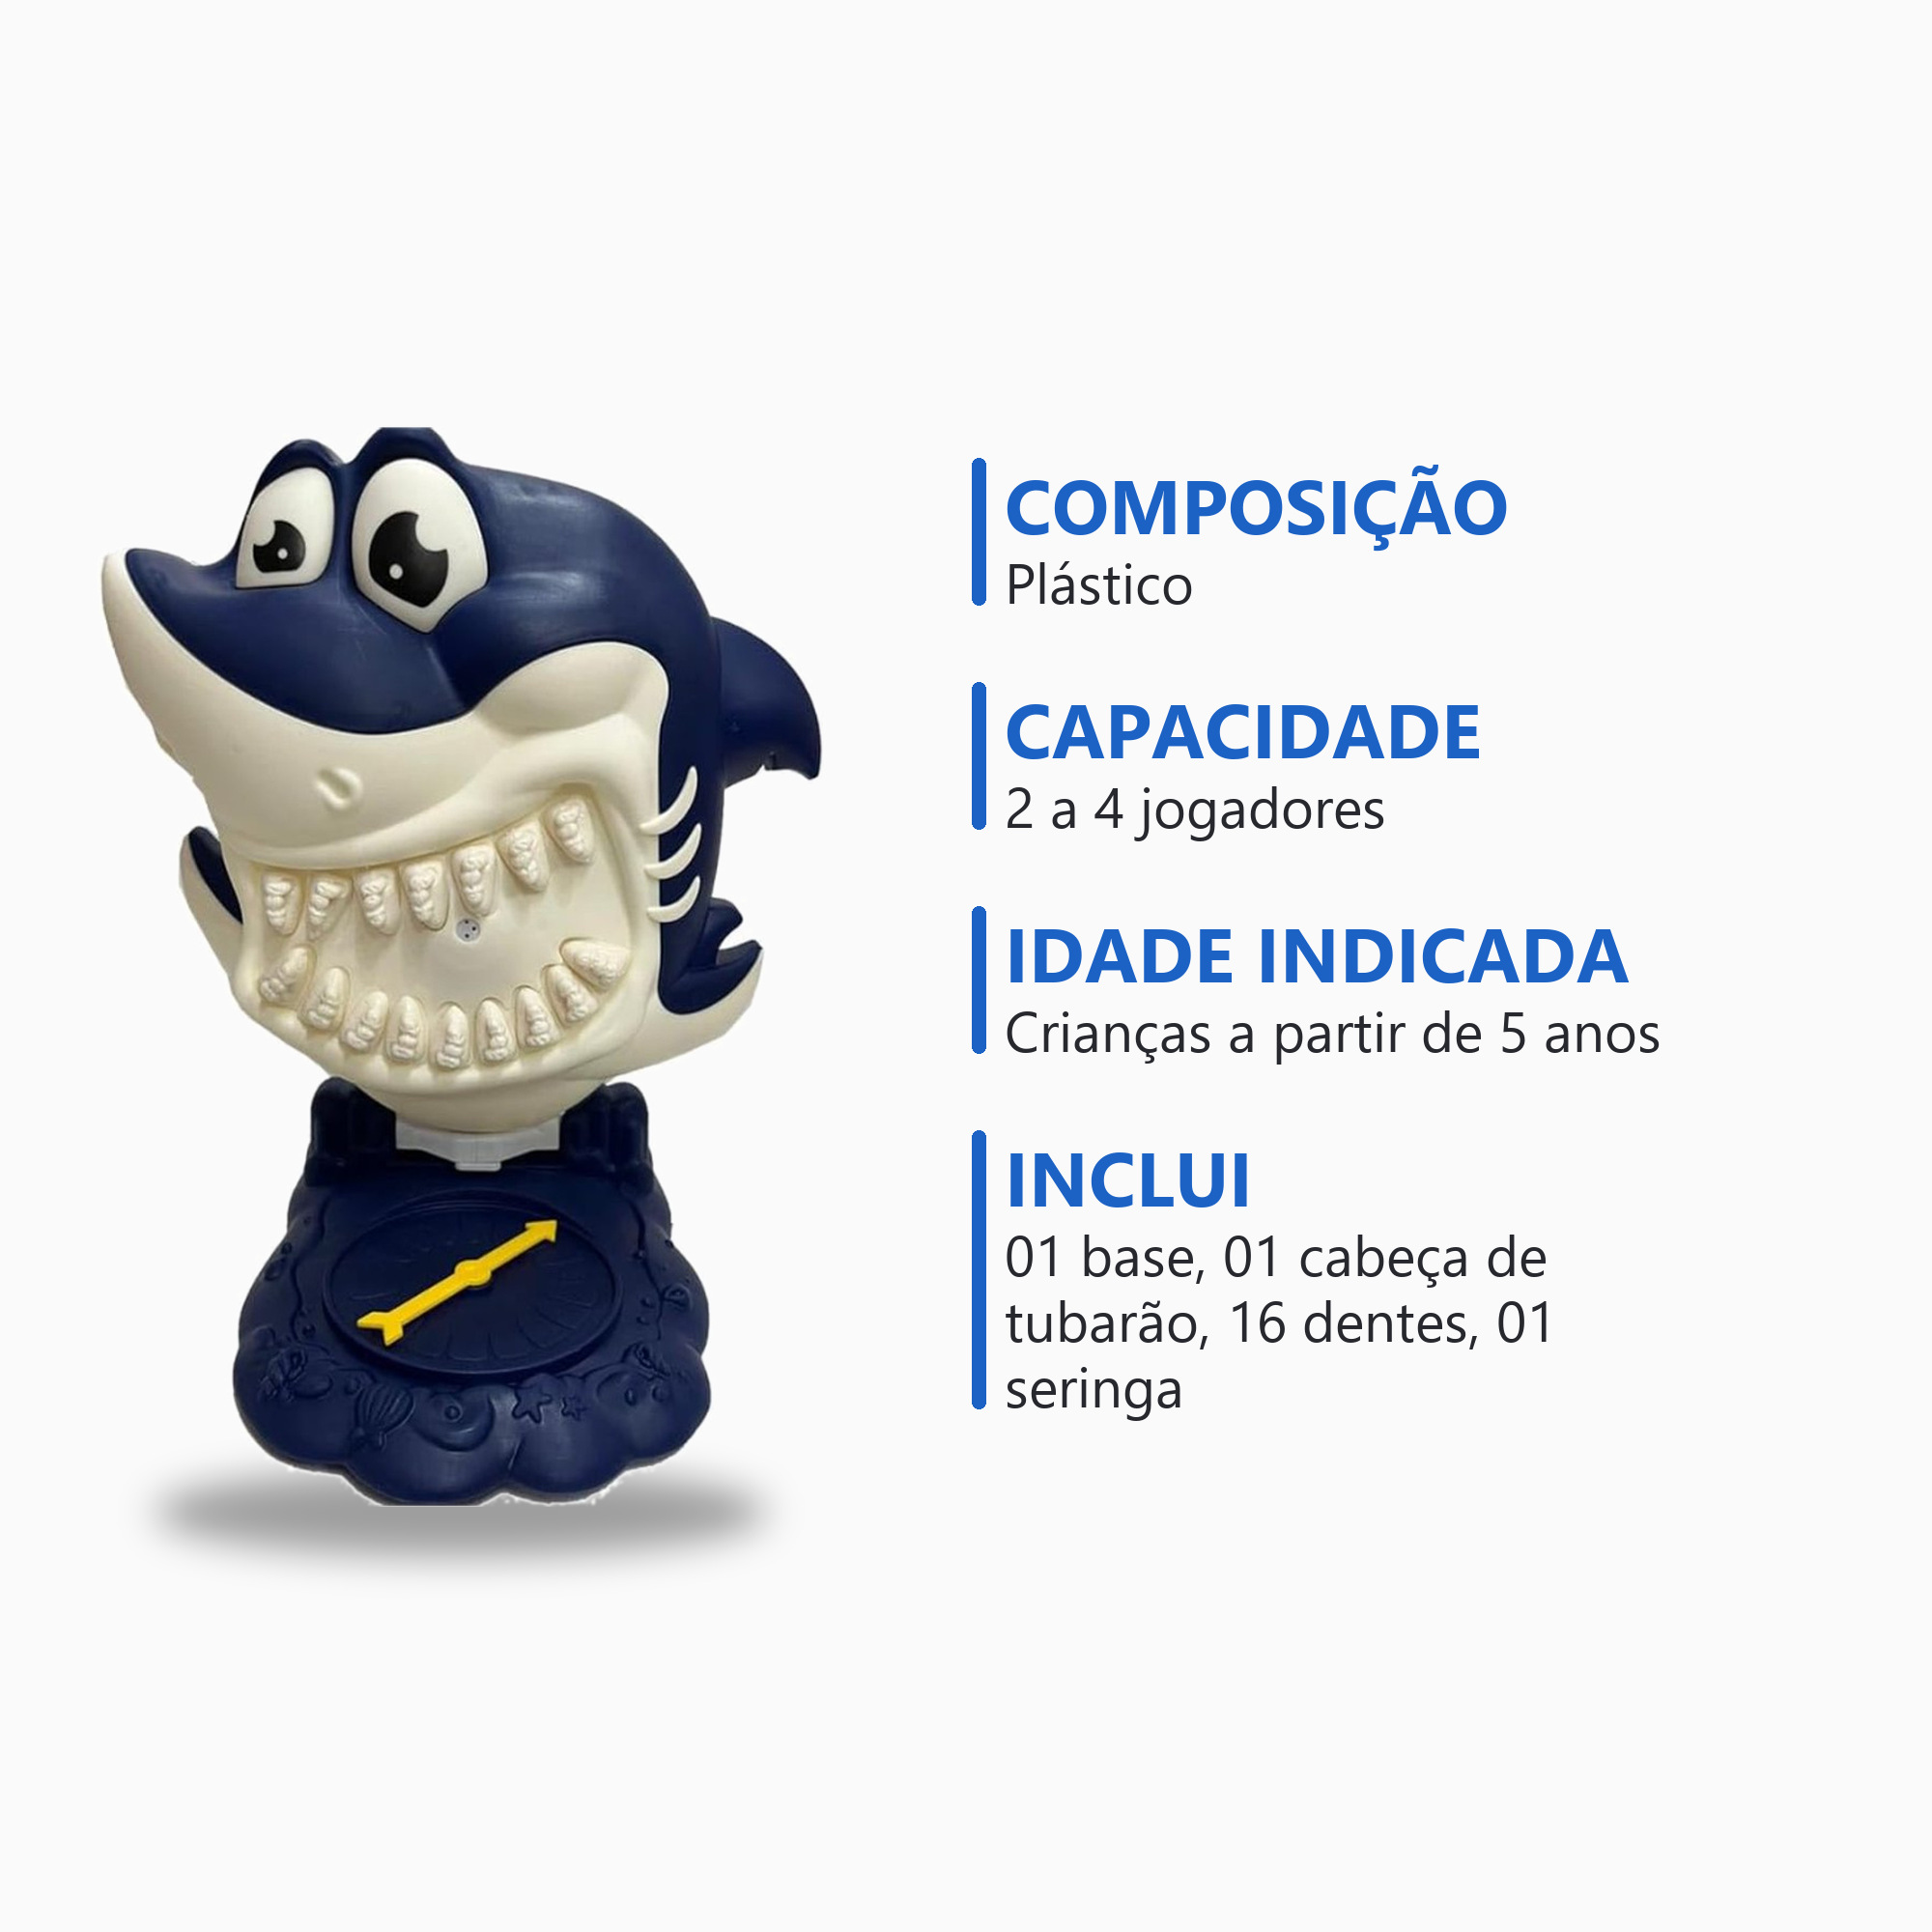 COMPOSIÇÃO
Plástico
CAPACIDADE
2 a 4 jogadores
IDADE INDICADA
Crianças a partir de 5 anos
INCLUI
01 base, 01 cabeça de
tubarão, 16 dentes, 01
seringa